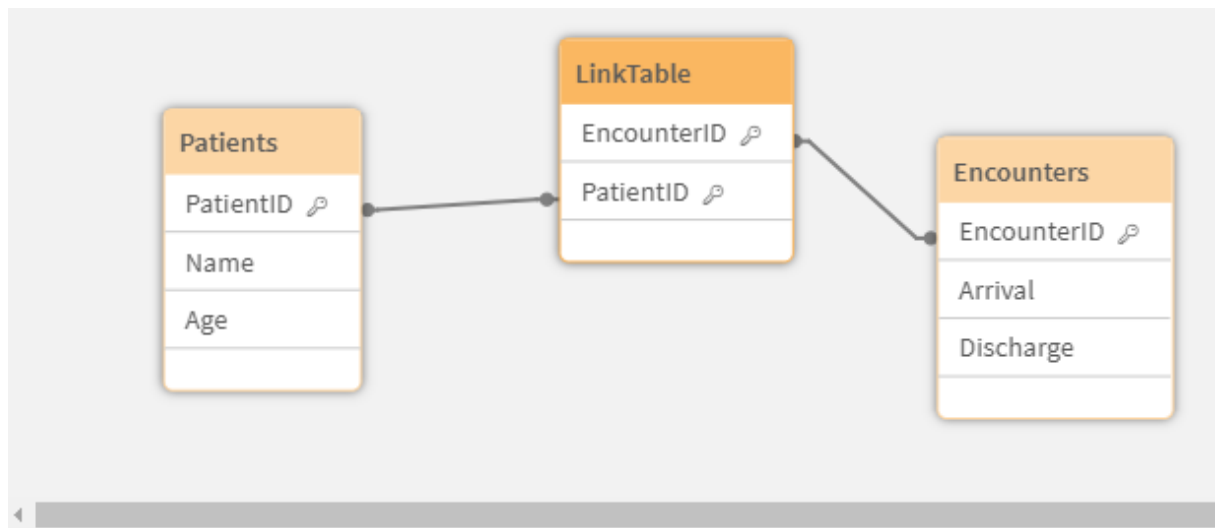 Patients
PatientID
Name
Age
LinkTable
EncounterID
PatientID
Encounters
EncounterID
Arrival
Discharge